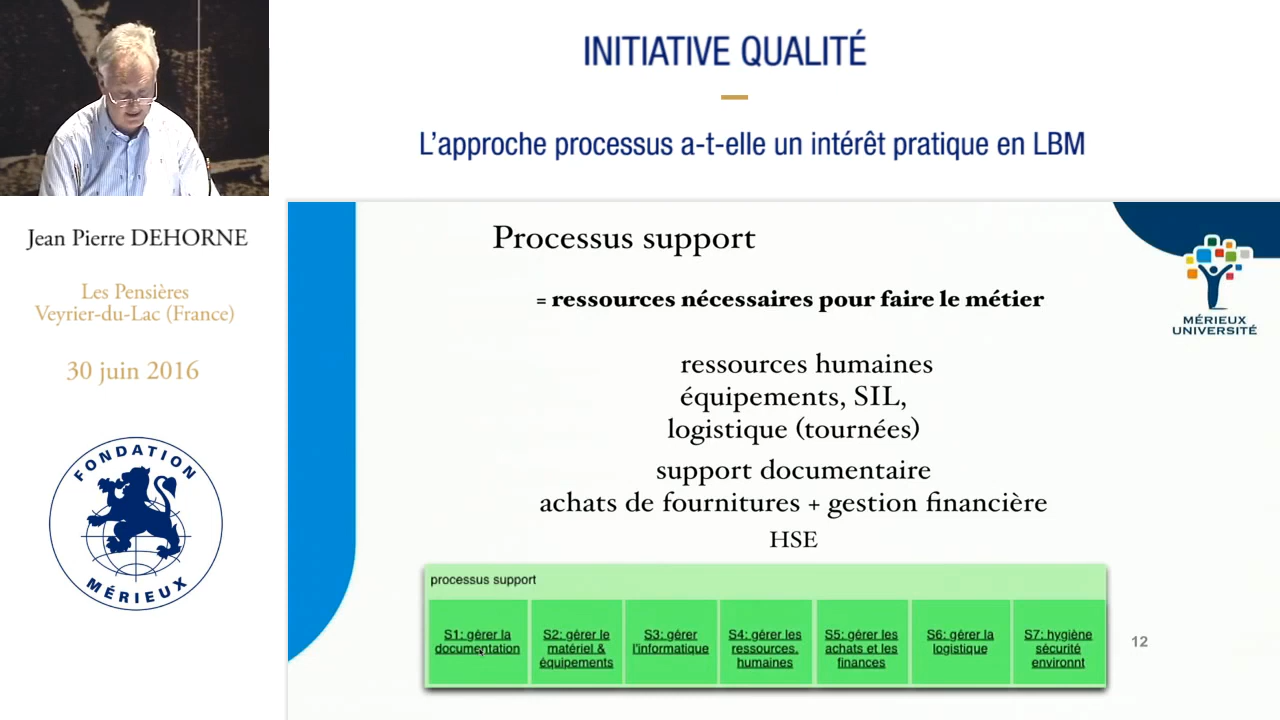 INITIATIVE QUALITÉ
L'approche processus a-t-elle un intérêt pratique en LBM
Jean Pierre DEHORNE
Les Pensières
Veyrier-du-Lac (France)
30 juin 2016
FONDATION
MÉRIEUX
Processus support
= ressources nécessaires pour faire le métier
ressources humaines
équipements, SIL,
logistique (tournées)
support documentaire
achats de fournitures + gestion financière
HSE
MÉRIEUX
UNIVERSITÉ
processus support
S1: gérer la
documentation
S2: gérer le
matériel &
équipements
S3: gérer
l'informatique
S4: gérer les
ressources.
humaines
S5: gérer les
achats et les
finances
S6: gérer la
logistique
S7: hygiène
sécurité
environnt
12